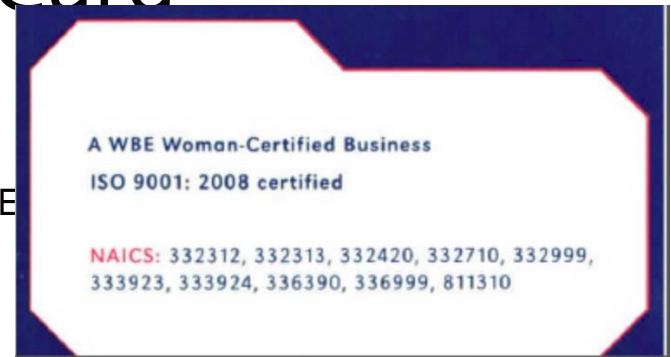 A WBE Woman-Certified Business
ISO 9001: 2008 certified
NAICS: 332312, 332313, 332420, 332710, 332999,
333923, 333924, 336390, 336999, 811310